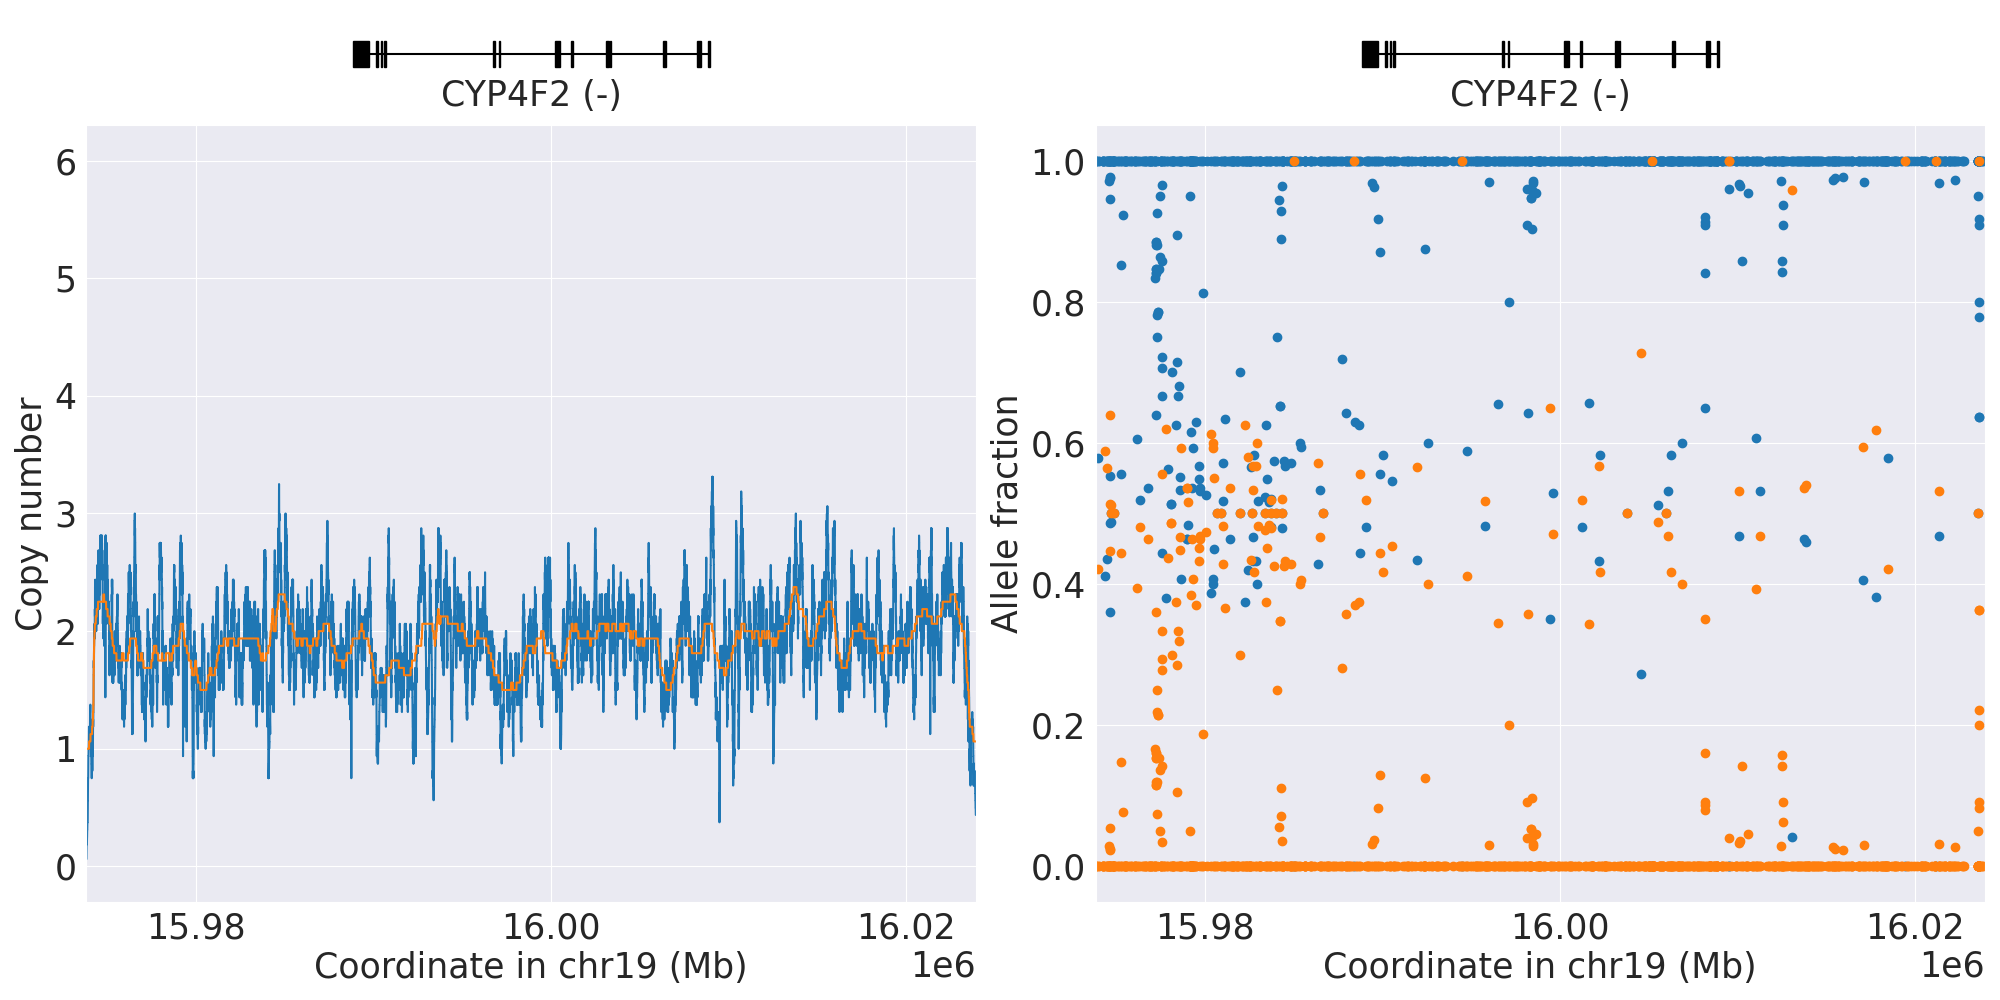 CYP4F2 (-)
6
5
4
3
2
1
0
Copy number
15.98
16.00
16.02
Coordinate in chr19 (Mb)
1e6
CYP4F2 (-)
1.0
0.8
0.6
0.4
0.2
0.0
Allele fraction
15.98
16.00
16.02
Coordinate in chr19 (Mb)
1e6